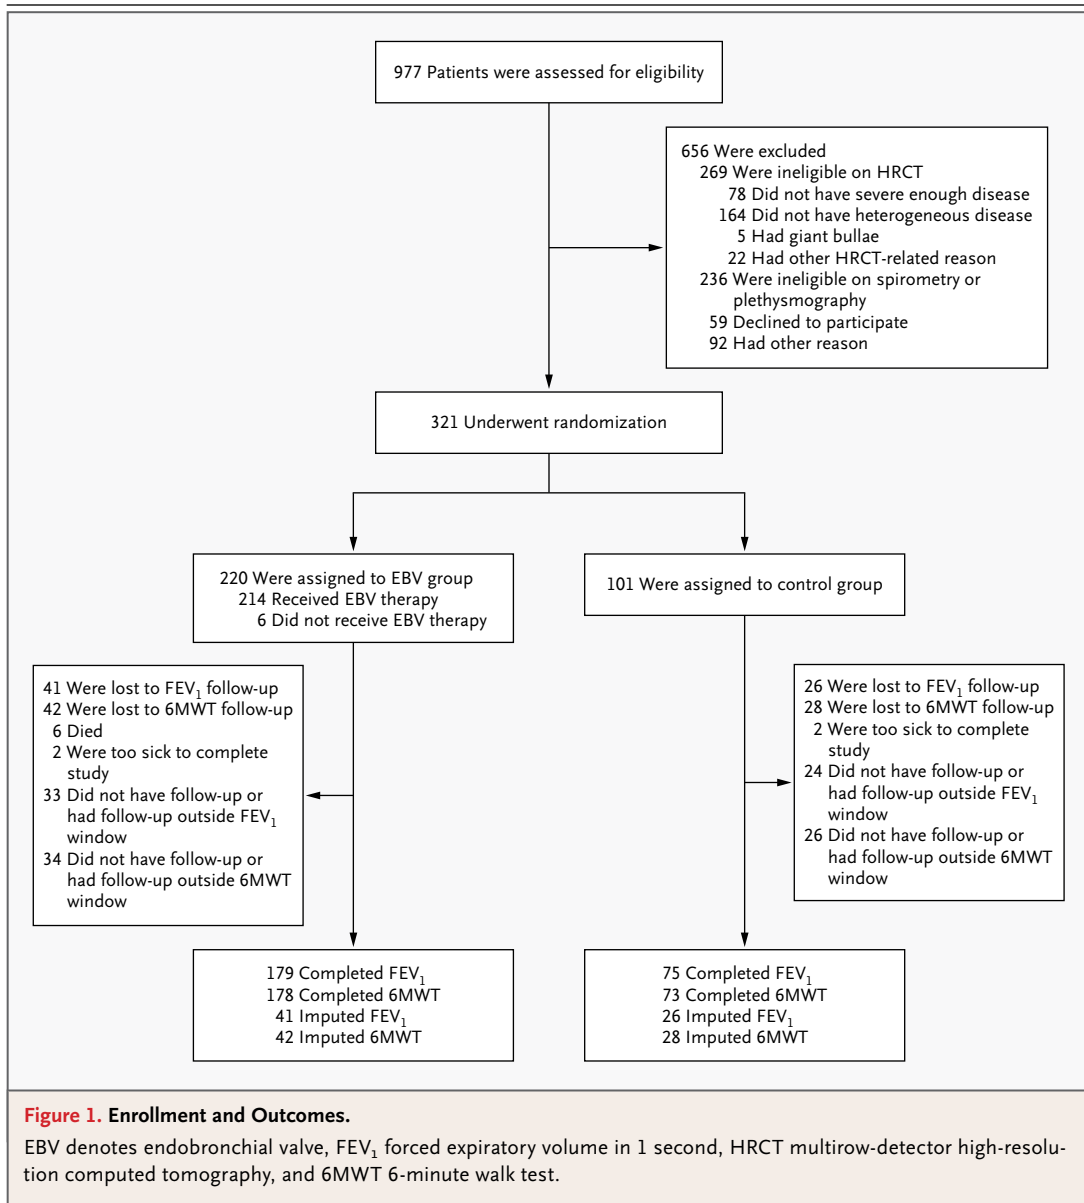 977 Patients were assessed for eligibility
656 Were excluded
269 Were ineligible on HRCT
78 Did not have severe enough disease
164 Did not have heterogeneous disease
5 Had giant bullae
22 Had other HRCT-related reason
236 Were ineligible on spirometry or
plethysmography
59 Declined to participate
92 Had other reason
321 Underwent randomization
220 Were assigned to EBV group
214 Received EBV therapy
6 Did not receive EBV therapy
101 Were assigned to control group
41 Were lost to FEV₁ follow-up
42 Were lost to 6MWT follow-up
6 Died
2 Were too sick to complete
study
33 Did not have follow-up or
had follow-up outside FEV₁
window
34 Did not have follow-up or
had follow-up outside 6MWT
window
26 Were lost to FEV₁ follow-up
28 Were lost to 6MWT follow-up
2 Were too sick to complete
study
24 Did not have follow-up or
had follow-up outside FEV₁
window
26 Did not have follow-up or
had follow-up outside 6MWT
window
179 Completed FEV₁
178 Completed 6MWT
41 Imputed FEV₁
42 Imputed 6MWT
75 Completed FEV₁
73 Completed 6MWT
26 Imputed FEV₁
28 Imputed 6MWT
Figure 1. Enrollment and Outcomes.
EBV denotes endobronchial valve, FEV₁ forced expiratory volume in 1 second, HRCT multirow-detector high-resolu-
tion computed tomography, and 6MWT 6-minute walk test.